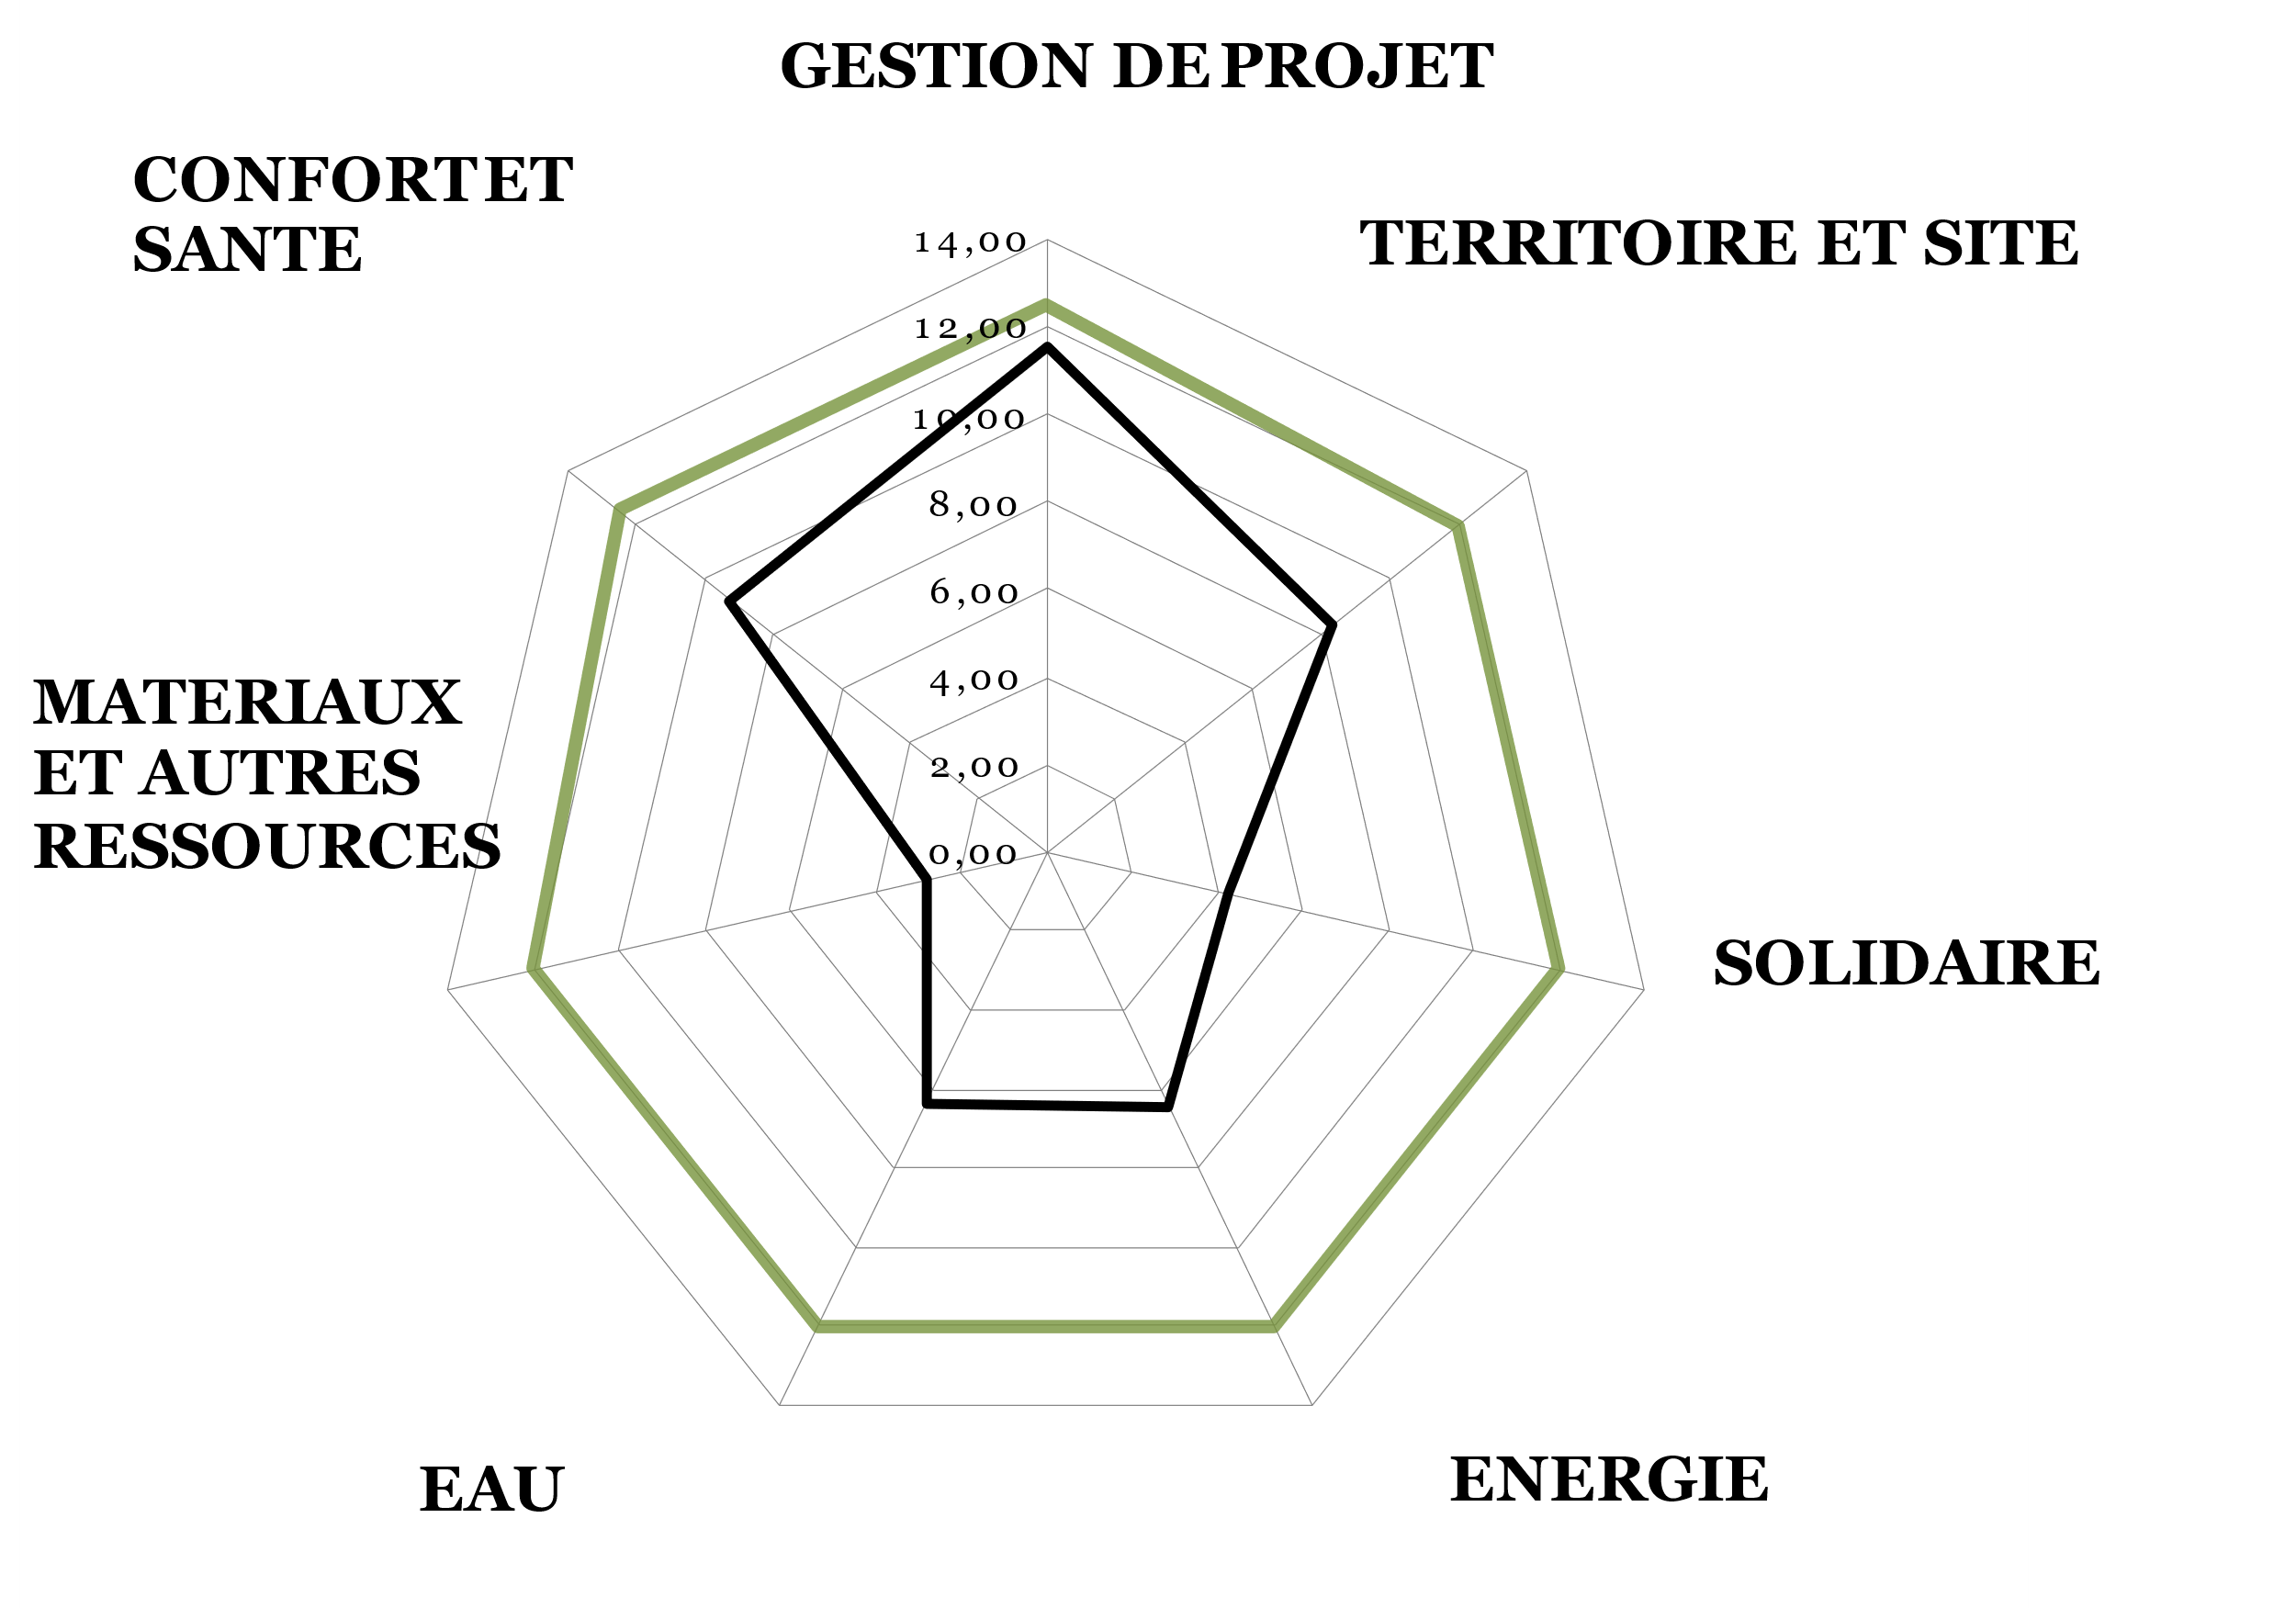 GESTION DE PROJET
CONFORT ET
SANTE
TERRITOIRE ET SITE
14,00
12,00
10,00
8,00
6,00
4,00
2,00
0,00
MATERIAUX
ET AUTRES
RESSOURCES
SOLIDAIRE
EAU
ENERGIE